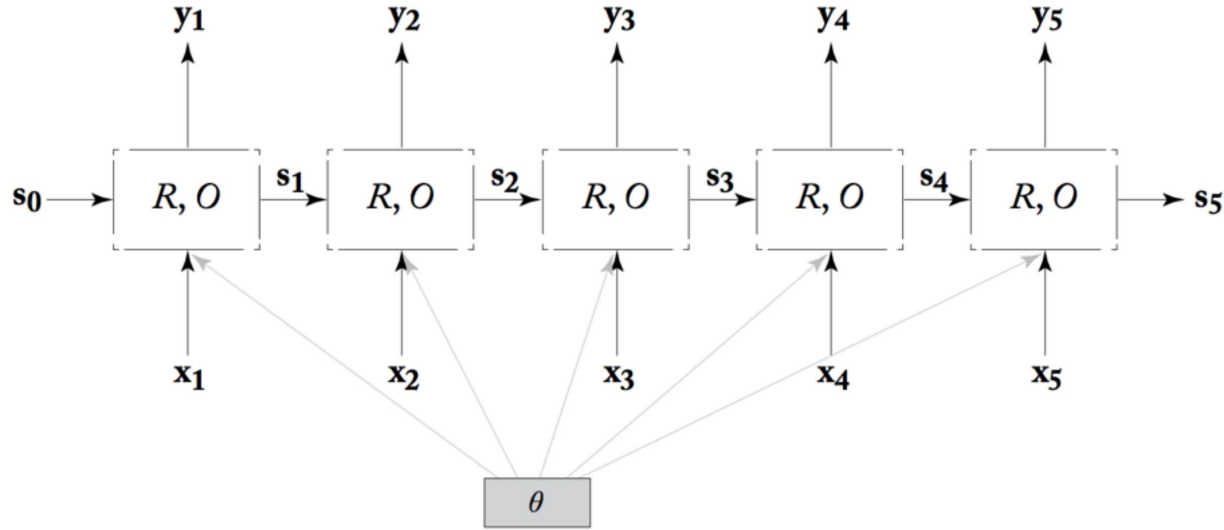 y1 y2 y3 y4 y5
s0 R, O s1 R, O s2 R, O s3 R, O s4 R, O s5
x1 x2 x3 x4 x5
θ